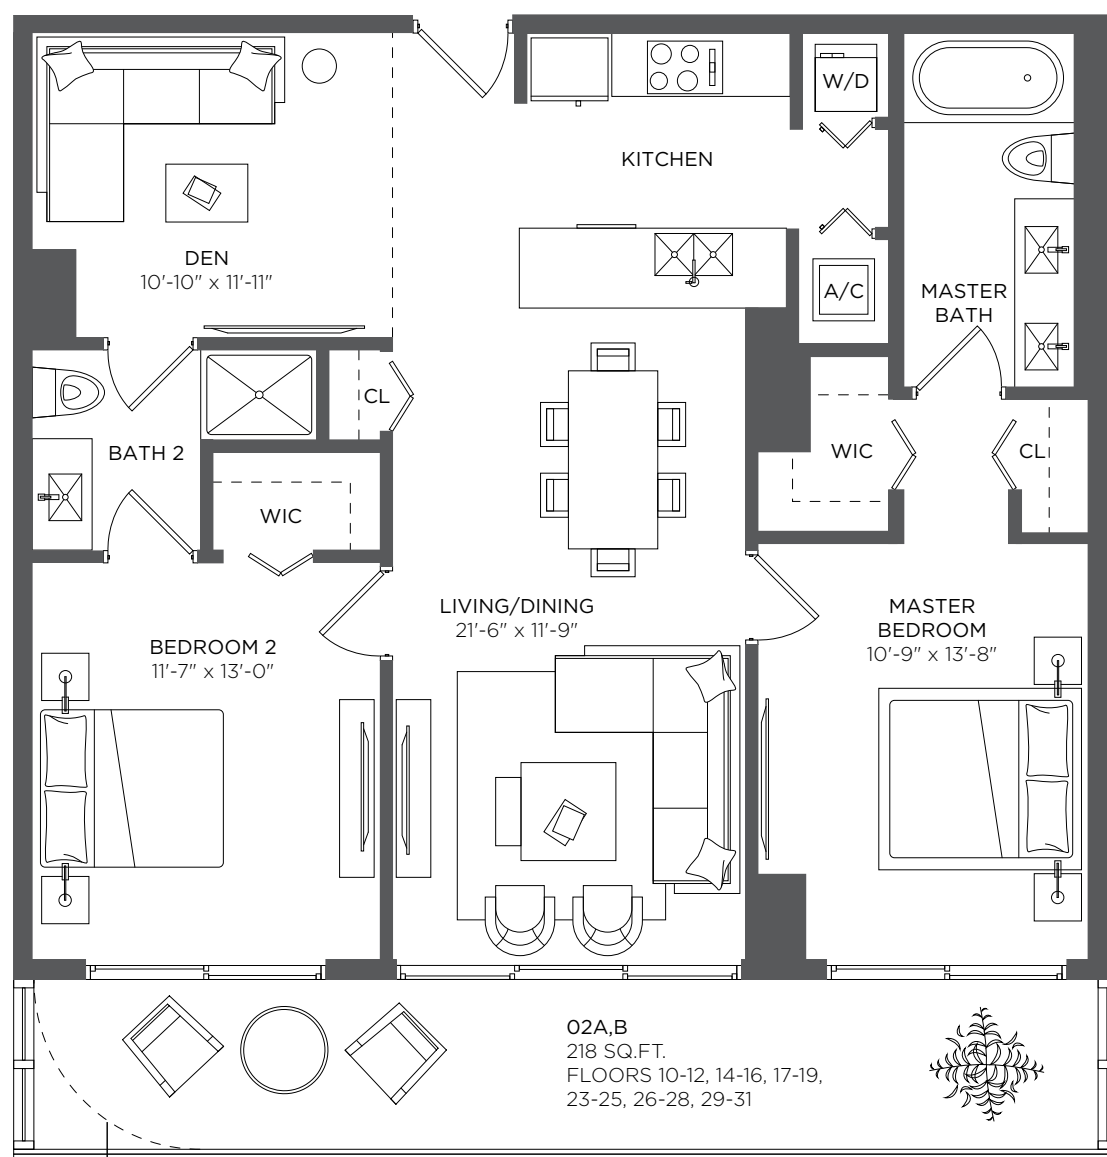 W/D
KITCHEN
DEN
10'-10" x 11'-11"
A/C
MASTER
BATH
CL
BATH 2
WIC
CL
WIC
LIVING/DINING
21'-6" x 11'-9"
MASTER
BEDROOM
10'-9" x 13'-8"
BEDROOM 2
11'-7" x 13'-0"
02A,B
218 SQ.FT.
FLOORS 10-12, 14-16, 17-19,
23-25, 26-28, 29-31